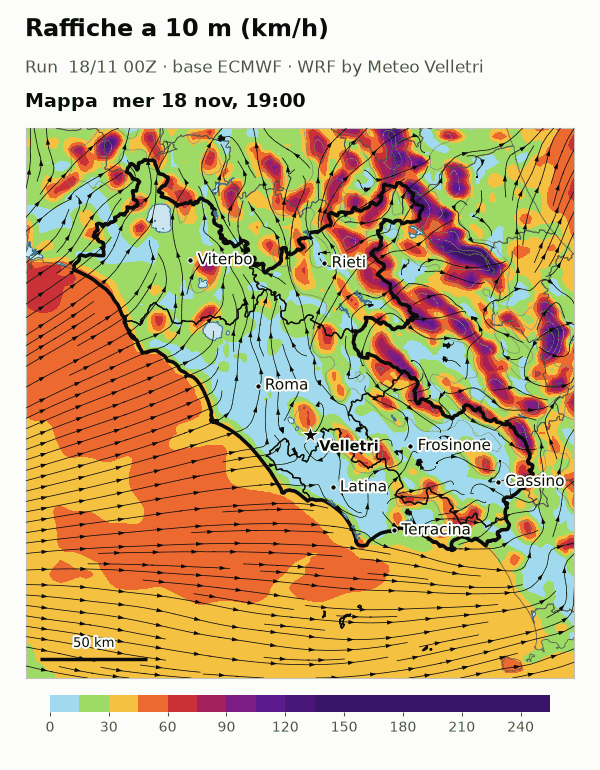 Raffiche a 10 m (km/h)
Run 18/11 00Z · base ECMWF · WRF by Meteo Velletri
Mappa mer 18 nov, 19:00
Viterbo
Rieti
Roma
Velletri
Frosinone
Latina
Cassino
Terracina
50 km
0 30 60 90 120 150 180 210 240